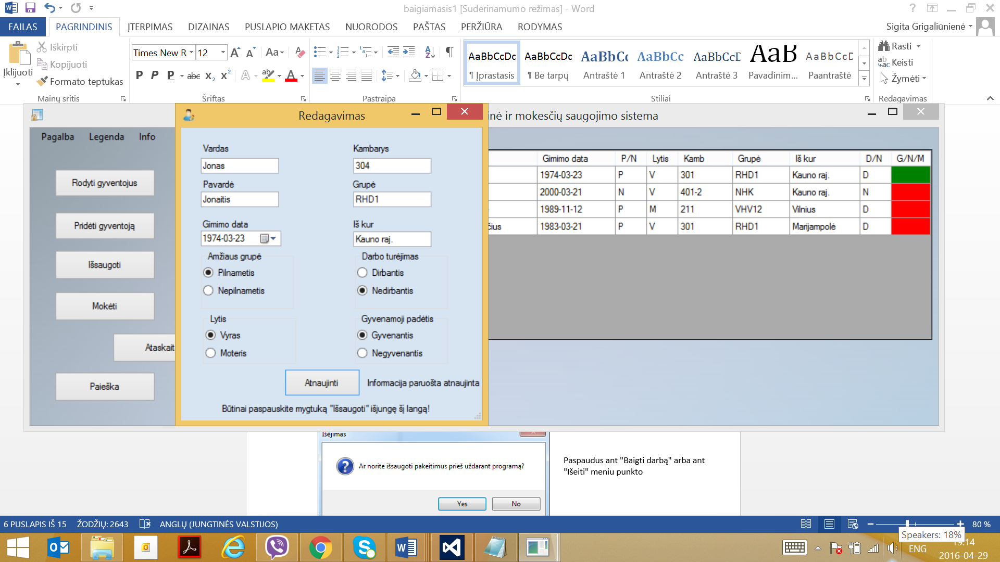 baigiamasis1 [Suderinamumo režimas] - Word
FAILAS PAGRINDINIS ĮTERPIMAS DIZAINAS PUSLAPIO MAKETAS NUORODOS PAŠTAS PERŽIŪRA RODYMAS Sigita Grigaliūnienė
Įklijuoti
Iškirpti
Kopijuoti
Formato teptukas
Mainų sritis
Times New R 12
Aa
P P P abc X₂ X² A ab A
Šriftas
Pastraipa
AaBbCcDc AaBbCcDc AaBbCc AaBbCc AaBbCcD AaB AaBbCcD
¶ Įprastasis ¶ Be tarpų Antraštė 1 Antraštė 2 Antraštė 3 Pavadinim... Paantraštė
Stiliai
Rasti
Keisti
Žymėti
Redagavimas
Redagavimas
inė ir mokesčių saugojimo sistema
Pagalba Legenda Info
Rodyti gyventojus
Pridėti gyventoją
Išsaugoti
Mokėti
Ataskait
Paieška
Vardas
Jonas
Pavardė
Jonaitis
Gimimo data
1974-03-23
Amžiaus grupė
Pilnametis
Nepilnametis
Lytis
Vyras
Moteris
Kambarys
304
Grupė
RHD1
Iš kur
Kauno raj.
Darbo turėjimas
Dirbantis
Nedirbantis
Gyvenamoji padėtis
Gyvenantis
Negyvenantis
Atnaujinti Informacija paruošta atnaujinta
Būtinai paspauskite mygtuką "Išsaugoti" išjungę šį langą!
Gimimo data P/N Lytis Kamb Grupė Iš kur D/N G/N/M
1974-03-23 P V 301 RHD1 Kauno raj. D
2000-03-21 N V 401-2 NHK Kauno raj. N
1989-11-12 P M 211 VHV12 Vilnius D
čius 1983-03-21 P V 301 RHD1 Marijampolė D
Išėjimas
Ar norite išsaugoti pakeitimus prieš uždarant programą?
Yes No
Paspaudus ant "Baigti darbą" arba ant
"Išeiti" meniu punkto
6 PUSLAPIS IŠ 15 ŽODŽIŲ: 2643 ANGLŲ (JUNGTINĖS VALSTIJOS) 80 %
Speakers: 18%
ENG
19:14
2016-04-29